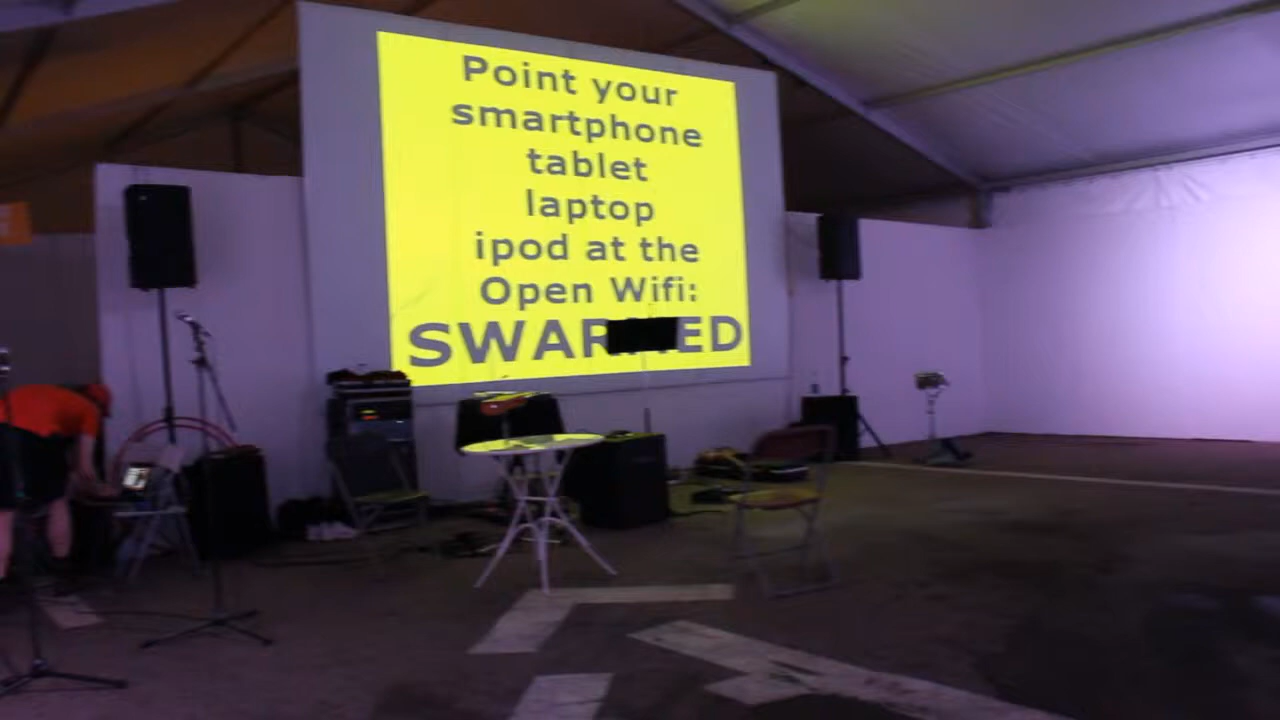 Point your
smartphone
tablet
laptop
ipod at the
Open Wifi: